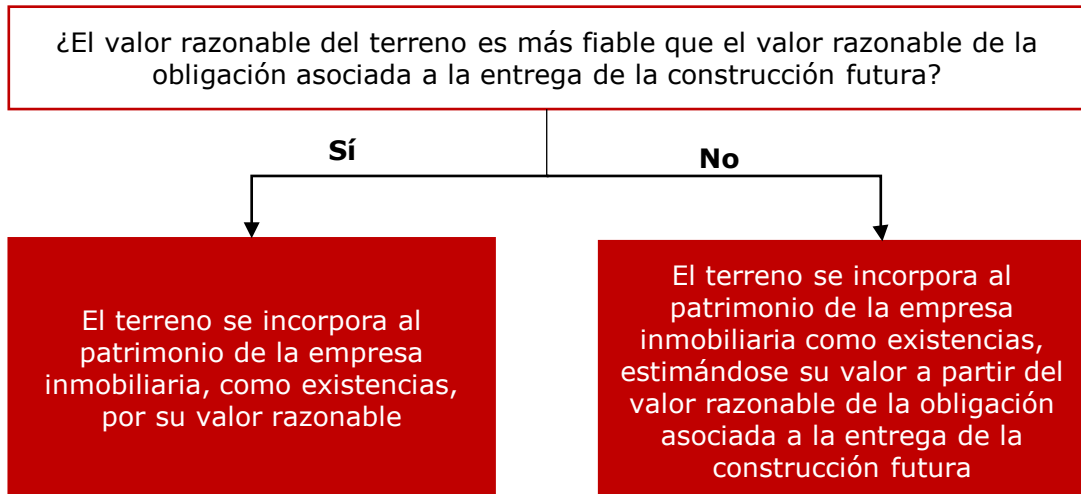 ¿El valor razonable del terreno es más fiable que el valor razonable de la
obligación asociada a la entrega de la construcción futura?
Sí
No
El terreno se incorpora al
patrimonio de la empresa
inmobiliaria, como existencias,
por su valor razonable
El terreno se incorpora al
patrimonio de la empresa
inmobiliaria como existencias,
estimándose su valor a partir del
valor razonable de la obligación
asociada a la entrega de la
construcción futura